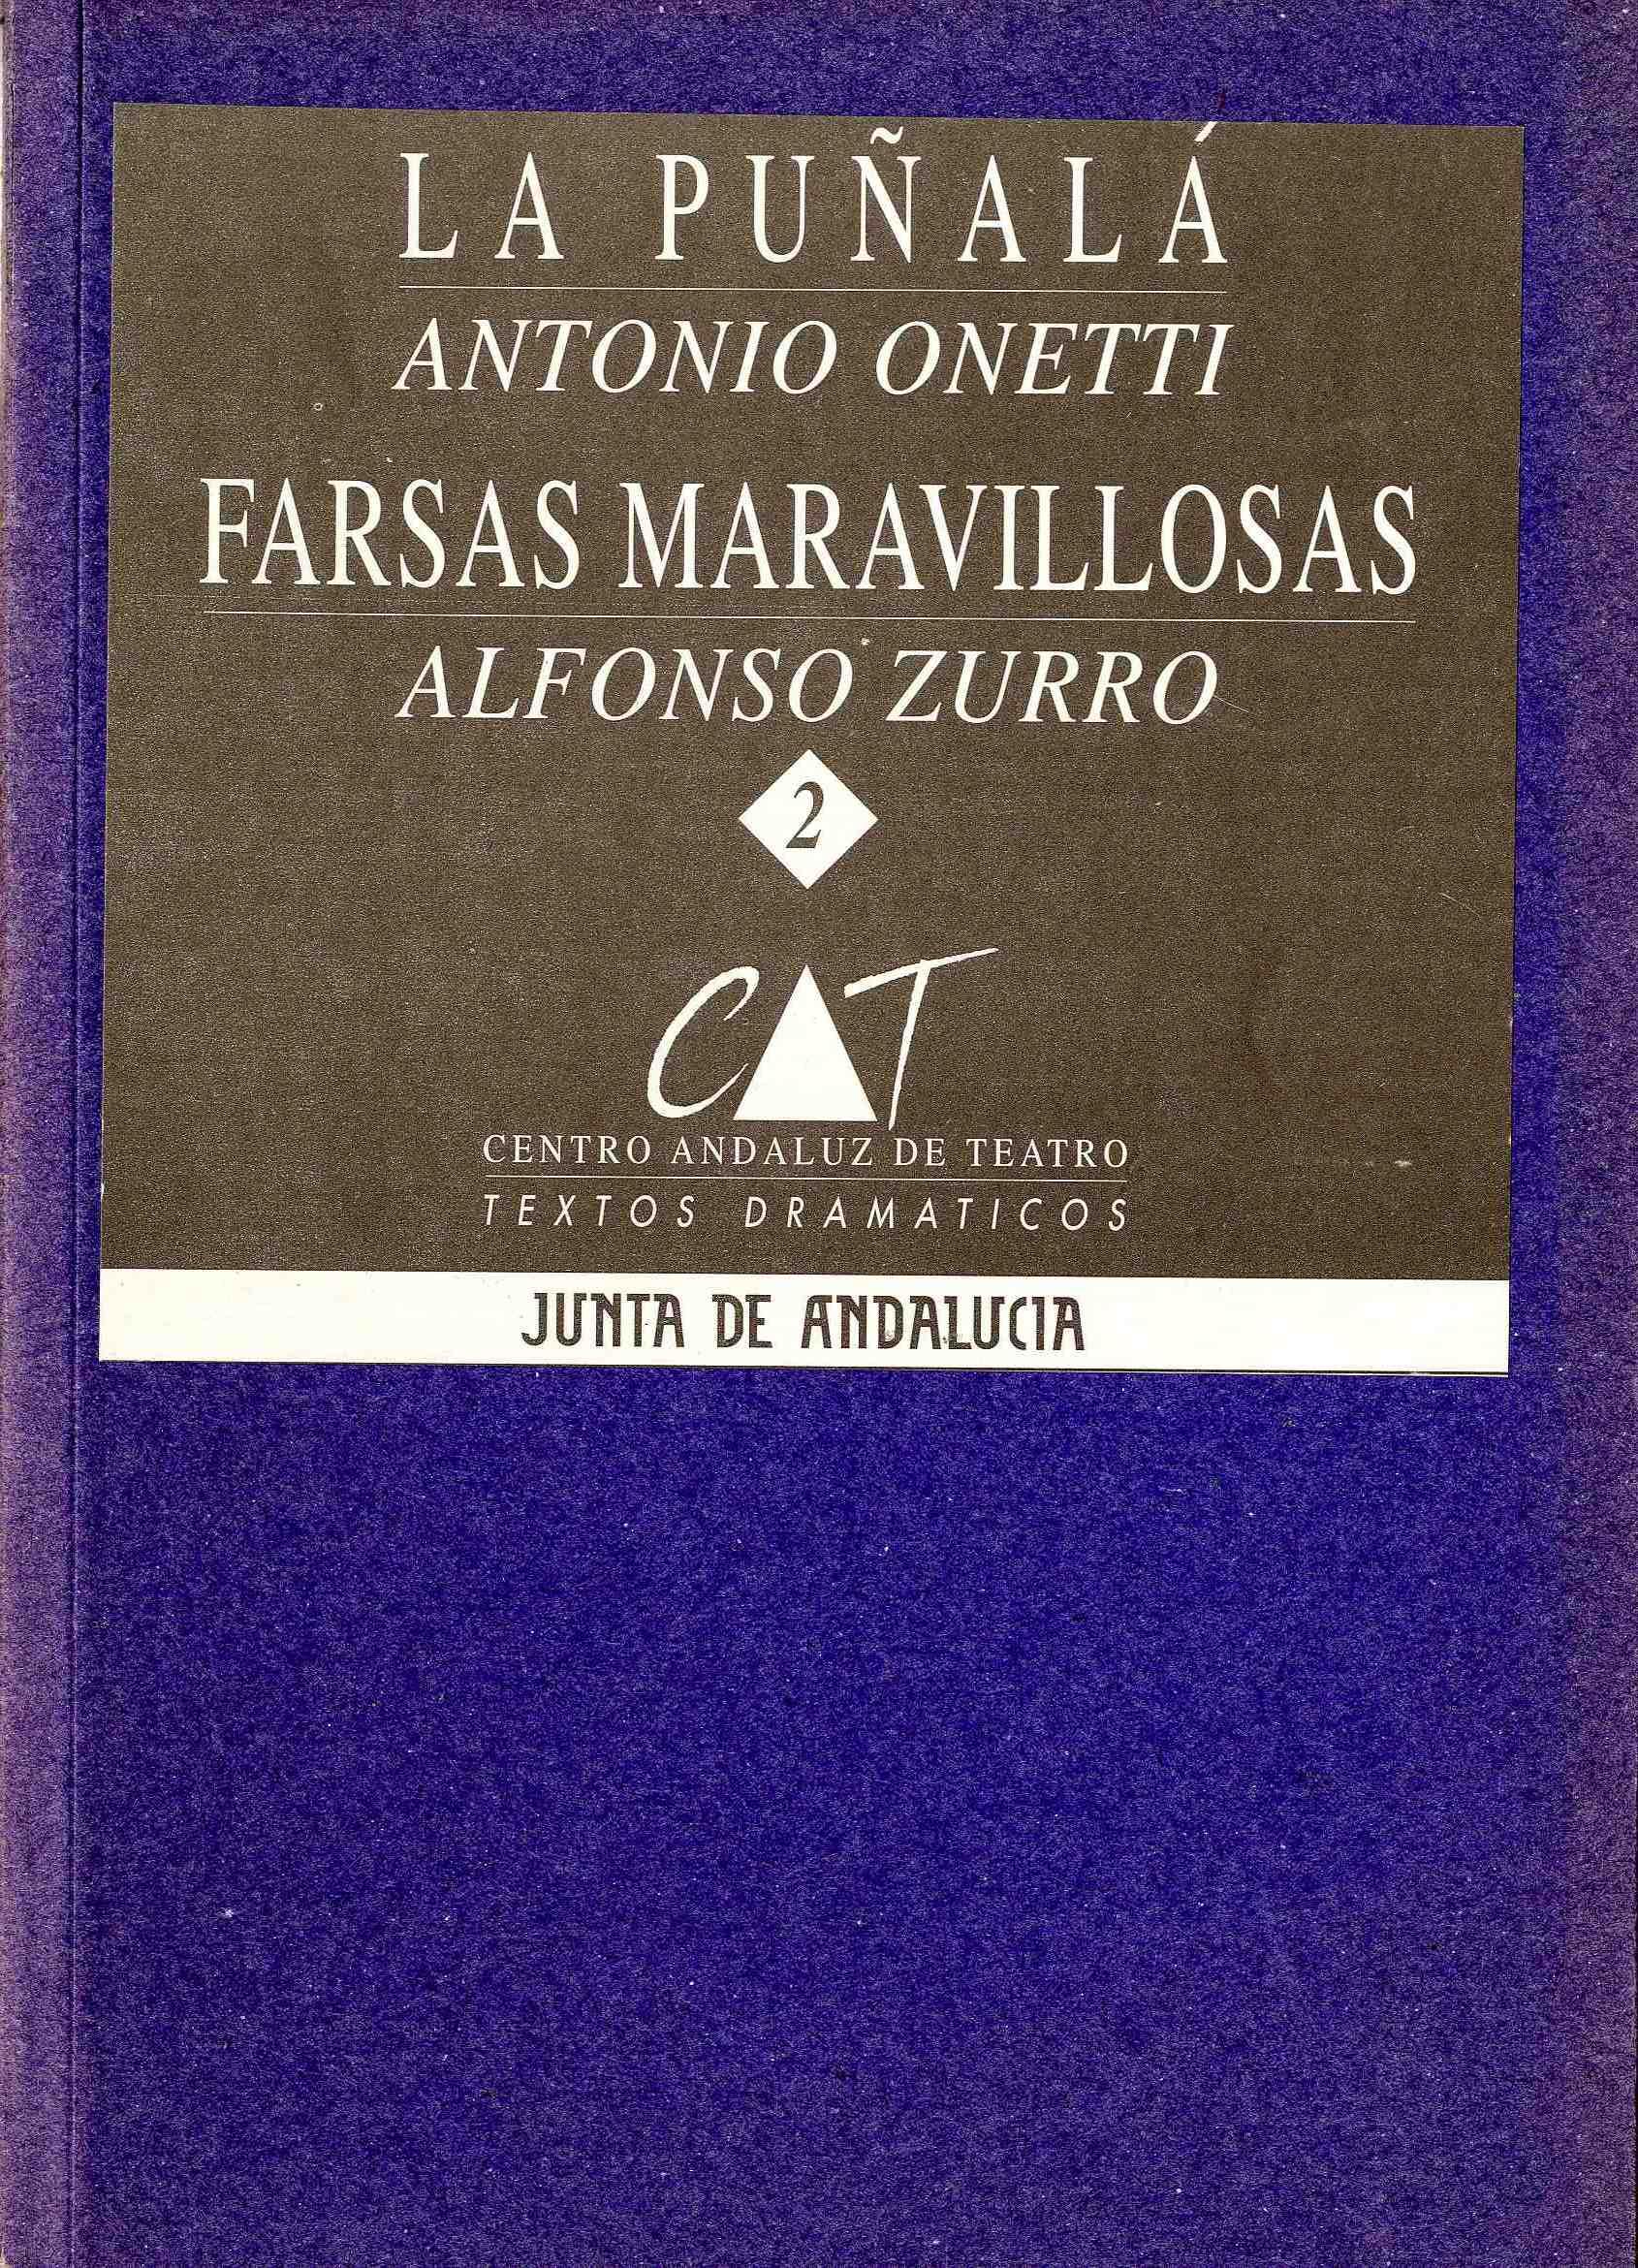 LA PUÑALÁ
ANTONIO ONETTI
FARSAS MARAVILLOSAS
ALFONSO ZURRO
2
CAT
CENTRO ANDALUZ DE TEATRO
TEXTOS DRAMATICOS
JUNTA DE ANDALUCIA